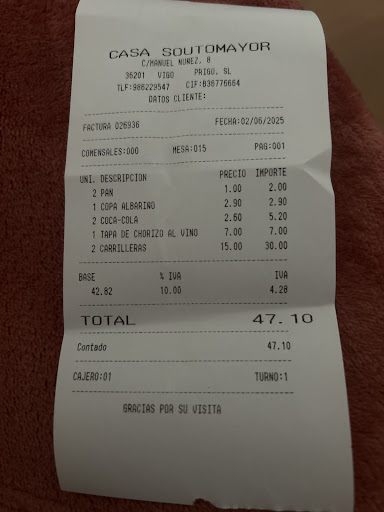 CASA SOUTOMAYOR
C/MANUEL NUÑEZ, 8
36201 VIGO PRIGO, SL
TLF:986229547 CIF:B36776664
DATOS CLIENTE:
FACTURA 026936 FECHA:02/06/2025
COMENSALES:000 MESA:015 PAG:001
UNI. DESCRIPCION PRECIO IMPORTE
2 PAN 1.00 2.00
1 COPA ALBARIÑO 2.90 2.90
2 COCA-COLA 2.60 5.20
1 TAPA DE CHORIZO AL VINO 7.00 7.00
2 CARRILLERAS 15.00 30.00
BASE % IVA IVA
42.82 10.00 4.28
TOTAL 47.10
Contado 47.10
CAJERO:01 TURNO:1
GRACIAS POR SU VISITA